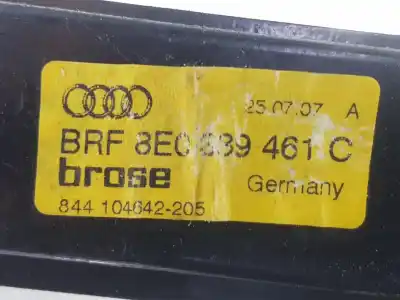 25.07.07 A
BRF 8E0 839 461 C
brose
Germany
844 104642-205